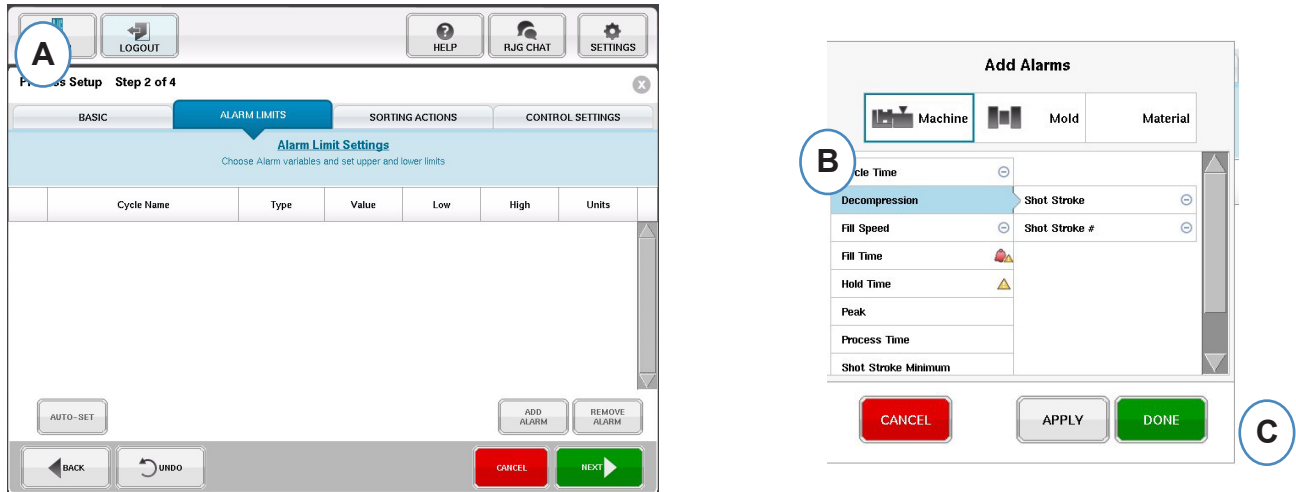 A
LOGOUT
HELP
RJG CHAT
SETTINGS
Setup Step 2 of 4
BASIC
ALARM LIMITS
SORTING ACTIONS
CONTROL SETTINGS
Alarm Limit Settings
Choose Alarm variables and set upper and lower limits
Cycle Name Type Value Low High Units
AUTO-SET
ADD
ALARM
REMOVE
ALARM
BACK
UNDO
CANCEL
NEXT
Add Alarms
Machine Mold Material
B
Time
Decompression Shot Stroke
Fill Speed Shot Stroke #
Fill Time
Hold Time
Peak
Process Time
Shot Stroke Minimum
CANCEL
APPLY
DONE
C